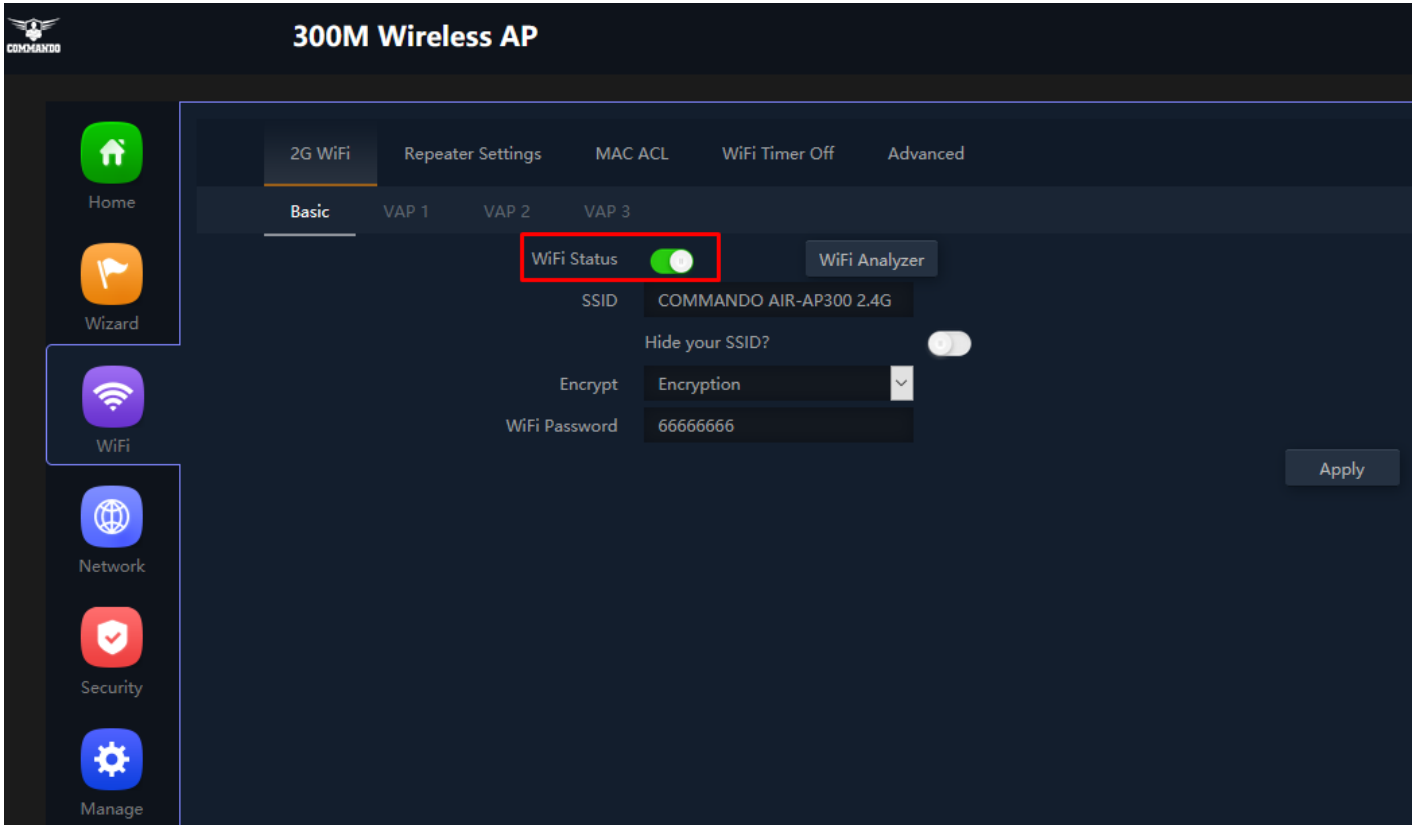 COMMANDO
300M Wireless AP
2G WiFi Repeater Settings MAC ACL WiFi Timer Off Advanced
Home
Basic VAP 1 VAP 2 VAP 3
WiFi Status WiFi Analyzer
SSID COMMANDO AIR-AP300 2.4G
Wizard
Hide your SSID?
Encrypt Encryption
WiFi Password 66666666
WiFi
Apply
Network
Security
Manage